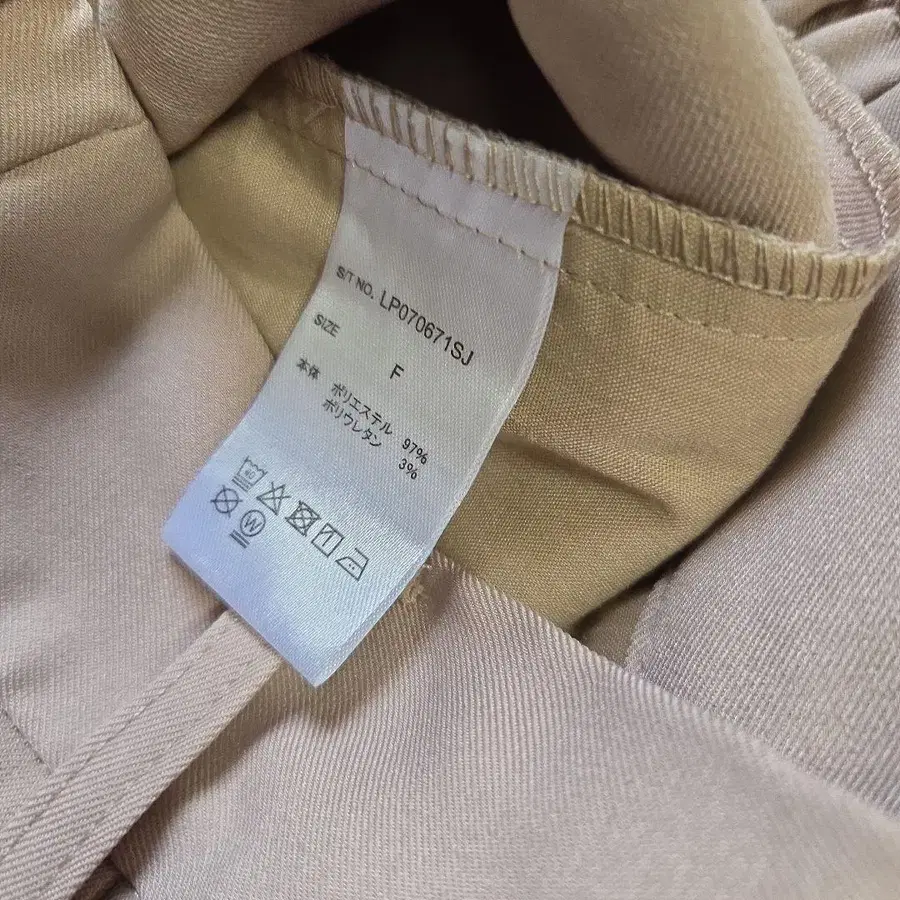 S/T NO. LP070671SJ
SIZE
F
本体 ポリエステル 97%
ポリウレタン 3%
40
W